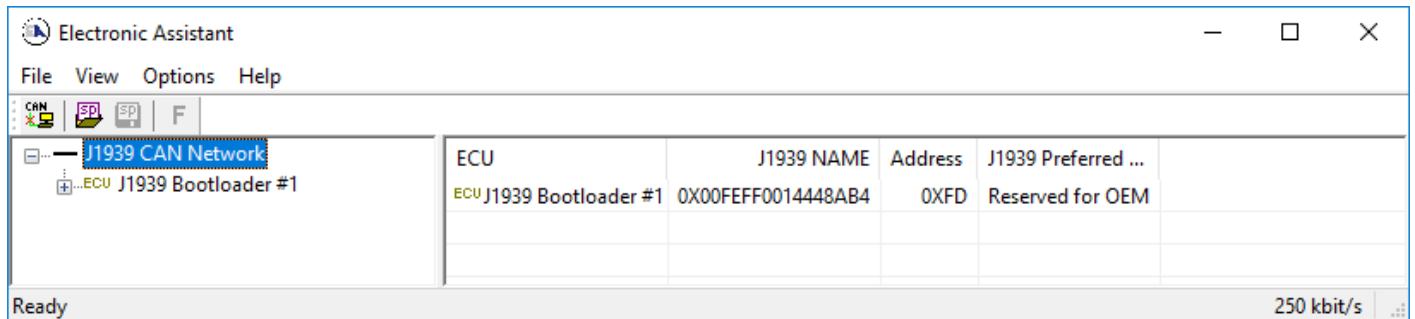 Electronic Assistant
File View Options Help
CAN SP SP F
J1939 CAN Network
ECU J1939 Bootloader #1
ECU J1939 NAME Address J1939 Preferred ...
ECU J1939 Bootloader #1 0X00FEFF0014448AB4 0XFD Reserved for OEM
Ready 250 kbit/s